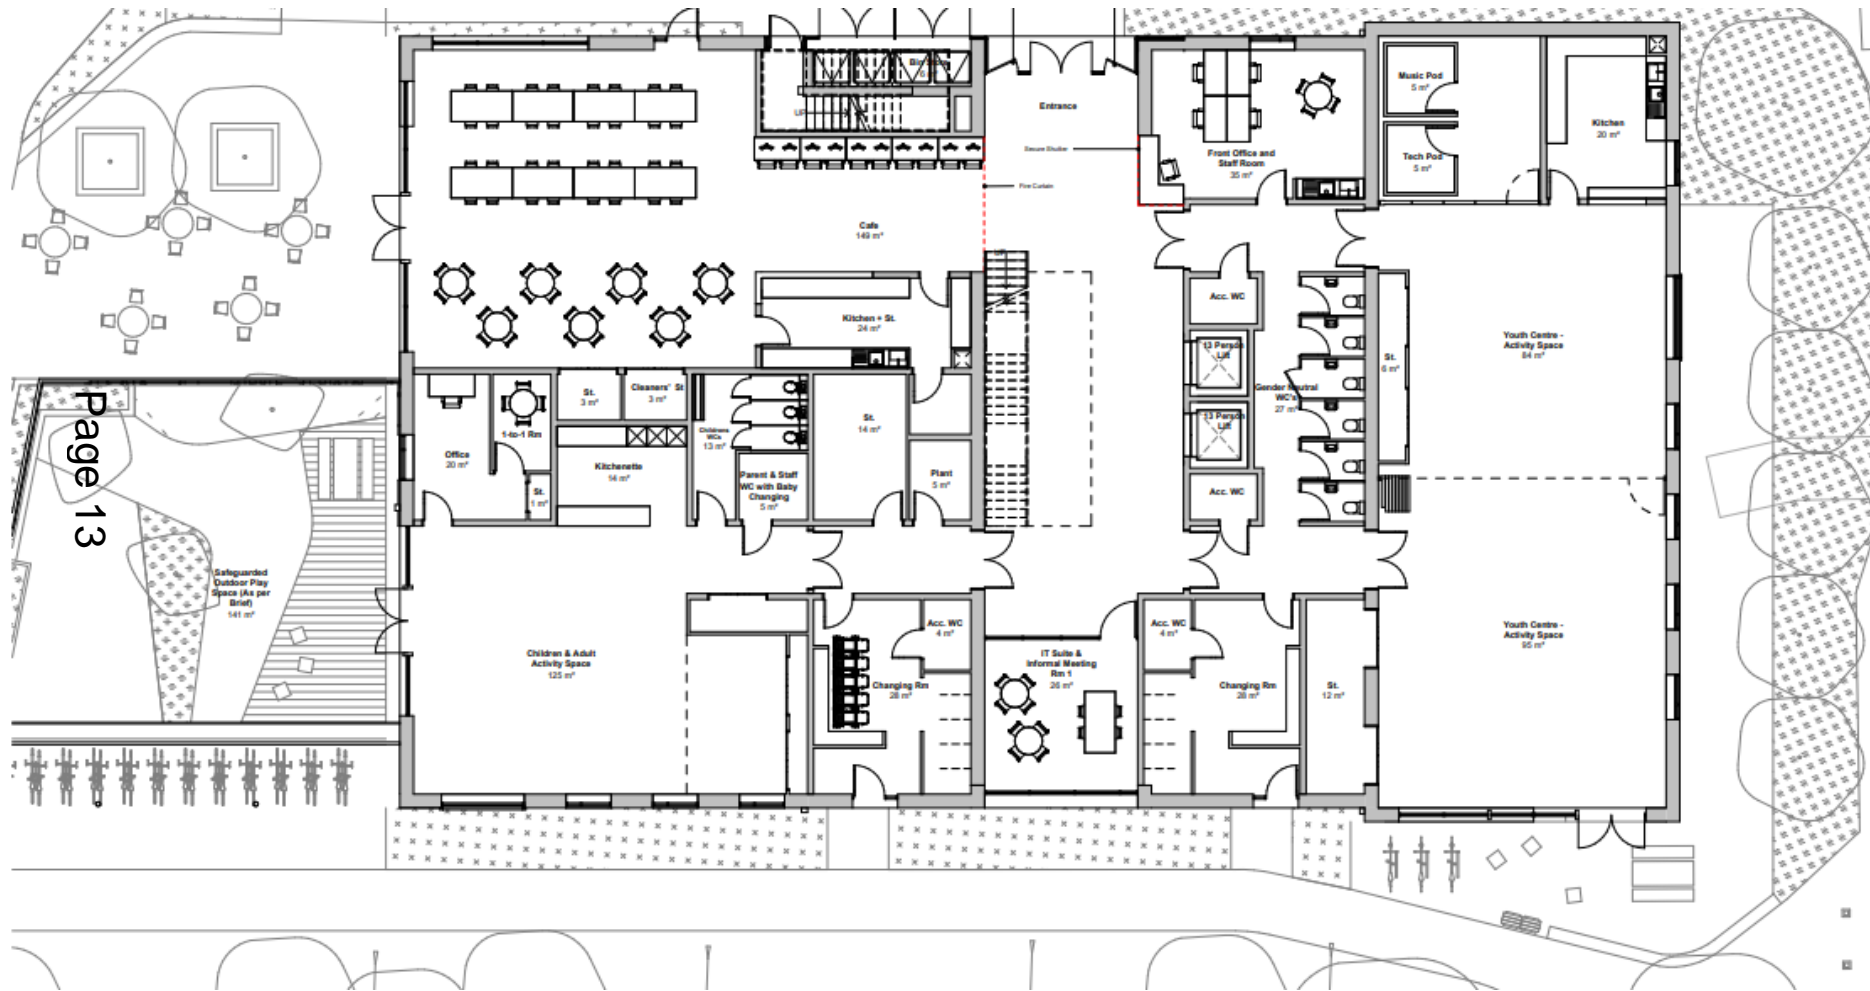 Bin Store
6 m²
UP
Entrance
Secure Shutter
Fire Curtain
Front Office and
Staff Room
35 m²
Music Pod
5 m²
Tech Pod
5 m²
Kitchen
20 m²
Cafe
149 m²
UP
Kitchen + St.
24 m²
Acc. WC
13 Person
Lift
13 Person
Lift
Gender Neutral
WC's
27 m²
Acc. WC
St.
6 m²
Youth Centre -
Activity Space
84 m²
Page 13
Office
20 m²
1-to-1 Rm
St.
1 m²
St.
3 m²
Cleaners' St
3 m²
Kitchenette
14 m²
Childrens
WCs
13 m²
Parent & Staff
WC with Baby
Changing
5 m²
St.
14 m²
Plant
5 m²
Safeguarded
Outdoor Play
Space (As per
Brief)
141 m²
Children & Adult
Activity Space
125 m²
Acc. WC
4 m²
Changing Rm
28 m²
IT Suite &
Informal Meeting
Rm 1
26 m²
Acc. WC
4 m²
Changing Rm
28 m²
St.
12 m²
Youth Centre -
Activity Space
95 m²